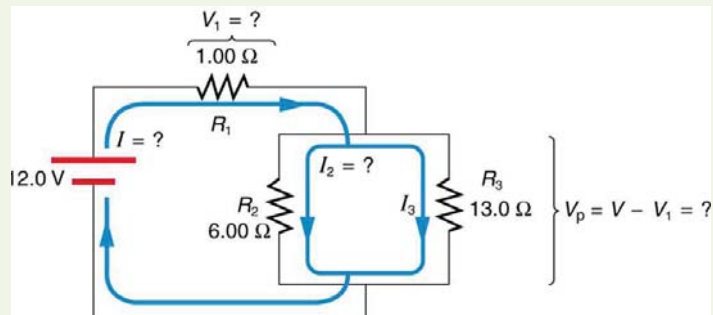 V₁ = ?
1.00 Ω
R₁
I = ?
12.0 V
I₂ = ?
R₂
6.00 Ω
I₃
R₃
13.0 Ω
Vₚ = V − V₁ = ?